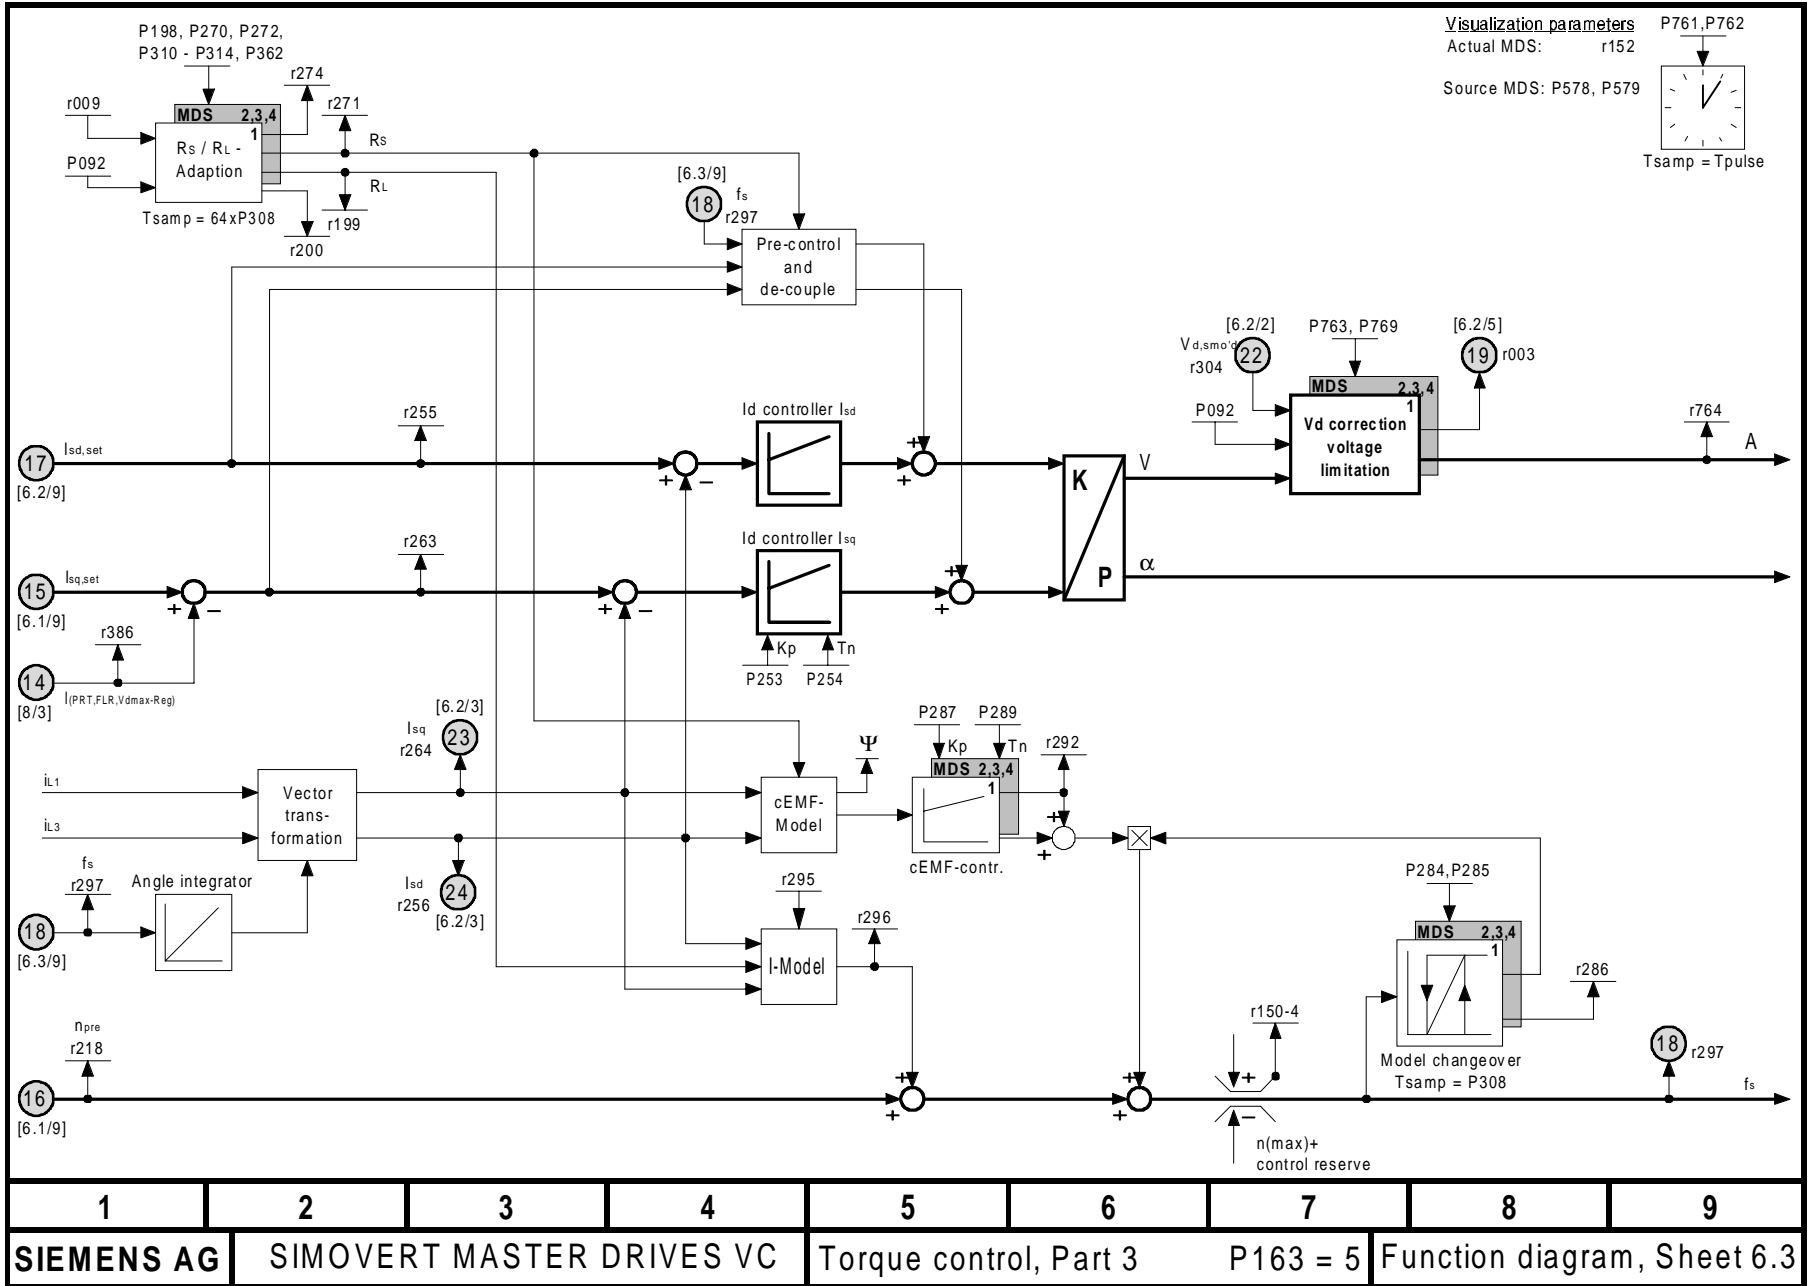 P198, P270, P272,
P310 - P314, P362
r274
r009
r271
MDS 2,3,4
1
Rs / RL -
Adaption
Rs
P092
RL
Tsamp = 64xP308
r199
r200
Visualization parameters
Actual MDS: r152
Source MDS: P578, P579
P761,P762
Tsamp = Tpulse
[6.3/9]
18
fs
r297
Pre-control
and
de-couple
[6.2/2]
Vd,smo'd
22
r304
P763, P769
[6.2/5]
19
r003
MDS 2,3,4
1
P092
Vd correction
voltage
limitation
r764
A
r255
Id controller Isd
17
Isd,set
[6.2/9]
+
−
+
+
K
P
V
α
r263
Id controller Isq
15
Isq,set
[6.1/9]
+
−
+
−
+
+
r386
Kp
Tn
P253
P254
14
I(PRT,FLR,Vdmax-Reg)
[8/3]
[6.2/3]
Isq
23
r264
Ψ
P287
P289
Kp
Tn
r292
MDS 2,3,4
1
iL1
Vector
trans-
formation
iL3
cEMF-
Model
+
+
cEMF-contr.
fs
r297
Angle integrator
Isd
24
r256
[6.2/3]
r295
r296
P284,P285
18
[6.3/9]
MDS 2,3,4
1
I-Model
r286
npre
r218
r150-4
Model changeover
Tsamp = P308
18
r297
16
[6.1/9]
+
+
+
+
+
−
fs
n(max)+
control reserve
1 2 3 4 5 6 7 8 9
SIEMENS AG SIMOVERT MASTER DRIVES VC Torque control, Part 3 P163 = 5 Function diagram, Sheet 6.3